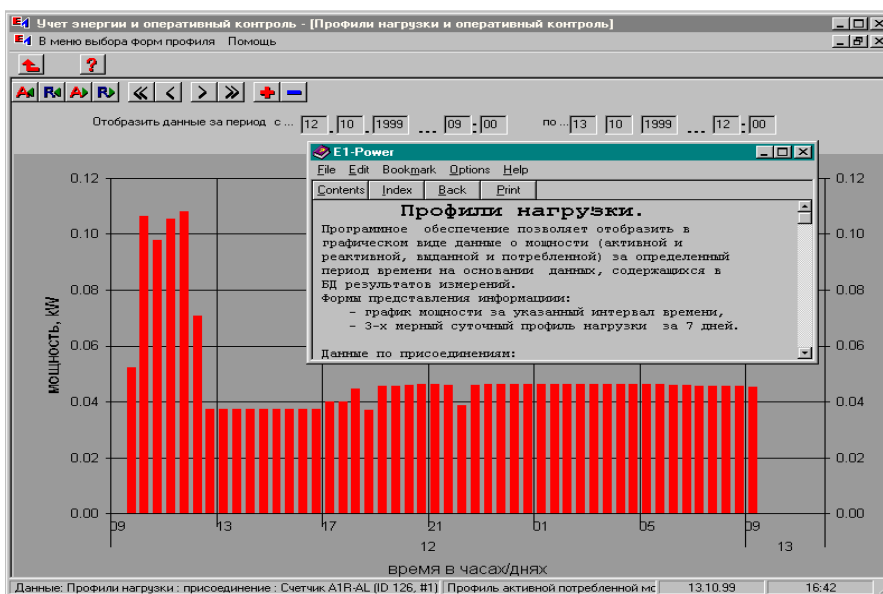 Учет энергии и оперативный контроль - [Профили нагрузки и оперативный контроль]
В меню выбора форм профиля Помощь
?
A R A R
Отобразить данные за период с ... 12 . 10 . 1999 ... 09 : 00 по ... 13 10 1999 ... 12 : 00
E1-Power
File Edit Bookmark Options Help
Contents Index Back Print
Профили нагрузки.
Программное обеспечение позволяет отобразить в
графическом виде данные о мощности (активной и
реактивной, выданной и потребленной) за определенный
период времени на основании данных, содержащихся в
БД результатов измерений.
Формы представления информациии:
- график мощности за указанный интервал времени,
- 3-х мерный суточный профиль нагрузки за 7 дней.
Данные по присоединениям:
мощность, kW
0.12 0.12
0.10 0.10
0.08 0.08
0.06 0.06
0.04 0.04
0.02 0.02
0.00 0.00
09 13 17 21 01 05 09
12 13
время в часах/днях
Данные: Профили нагрузки : присоединение : Счетчик A1R-AL (ID 126, #1) Профиль активной потребленной мс 13.10.99 16:42